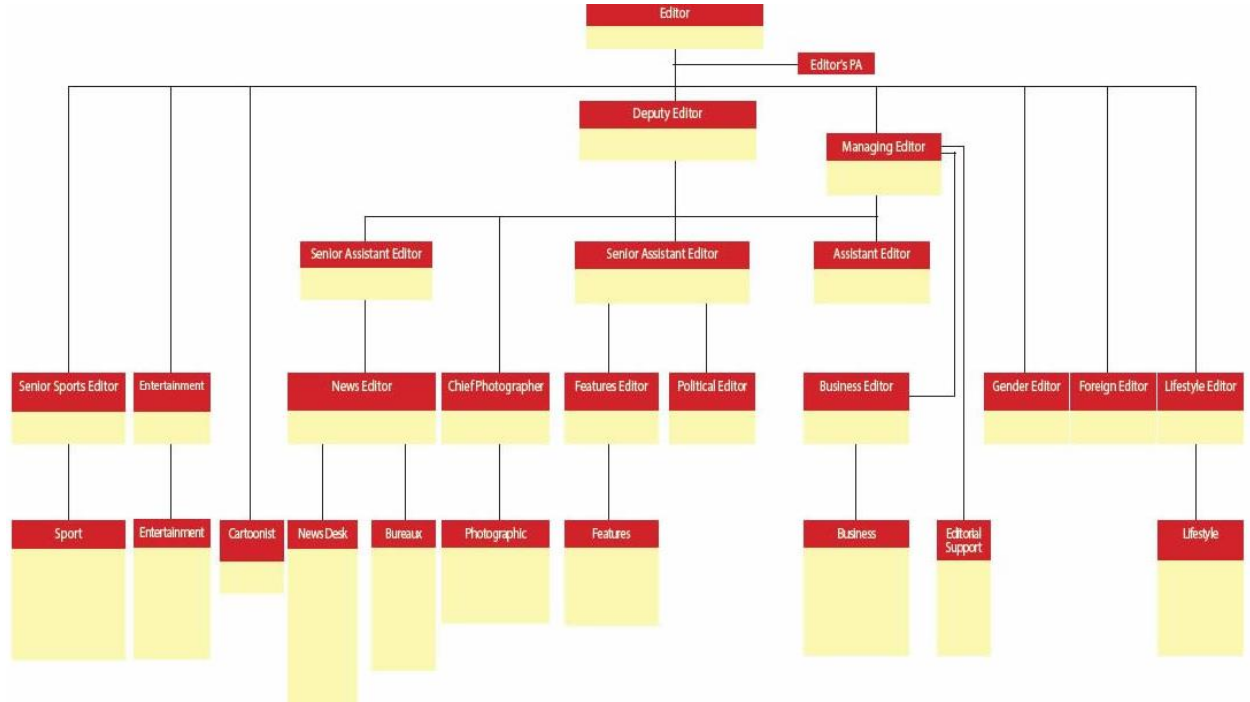 Editor
Editor's PA
Deputy Editor
Managing Editor
Senior Assistant Editor
Senior Assistant Editor
Assistant Editor
Senior Sports Editor
Entertainment
News Editor
Chief Photographer
Features Editor
Political Editor
Business Editor
Gender Editor
Foreign Editor
Lifestyle Editor
Sport
Entertainment
Cartoonist
News Desk
Bureaux
Photographic
Features
Business
Editorial
Support
Lifestyle